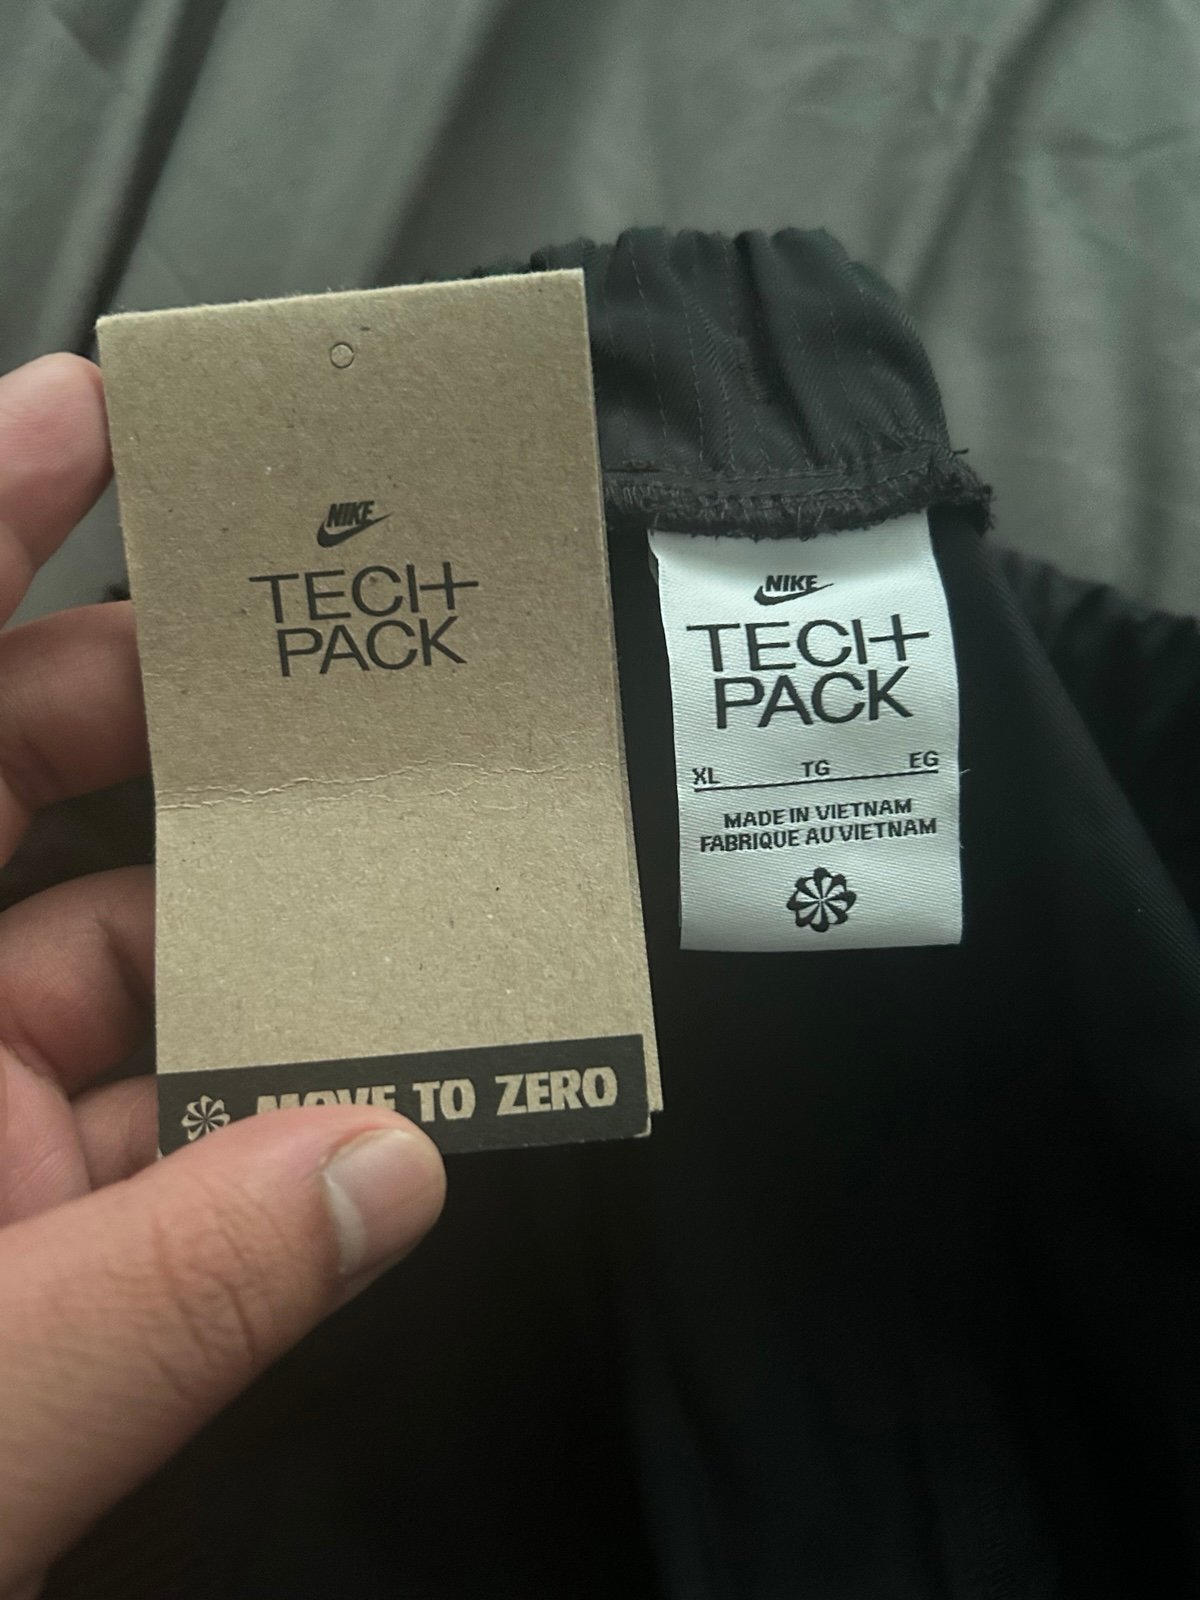 NIKE
TECH
PACK
MOVE TO ZERO
NIKE
TECH
PACK
XL TG EG
MADE IN VIETNAM
FABRIQUE AU VIETNAM